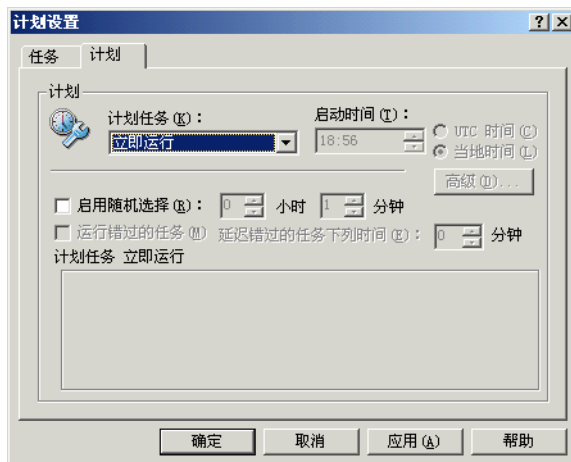 计划设置
任务 计划
计划
计划任务(K)： 启动时间(T)：
立即运行 18:56 UTC 时间(C)
当地时间(L)
高级(D)...
启用随机选择(R)： 0 小时 1 分钟
运行错过的任务(M) 延迟错过的任务下列时间(E)： 0 分钟
计划任务 立即运行
确定 取消 应用(A) 帮助